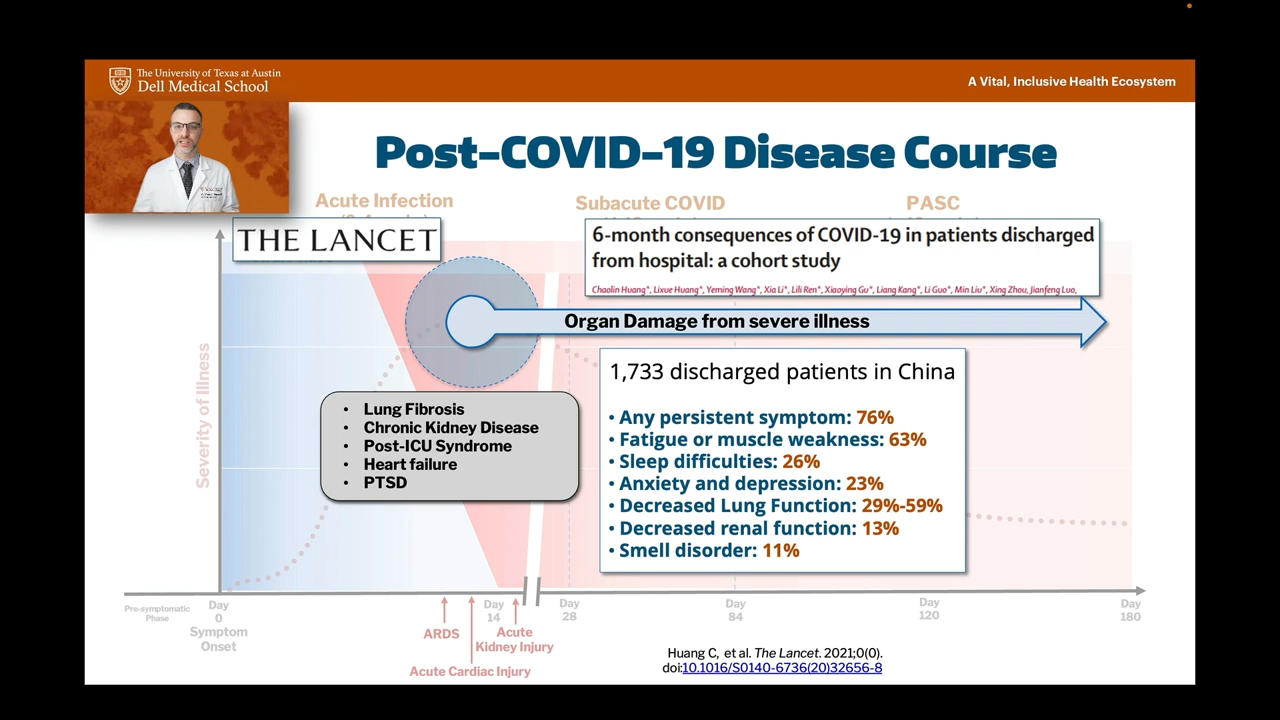 The University of Texas at Austin
Dell Medical School
A Vital, Inclusive Health Ecosystem
Post-COVID-19 Disease Course
Acute Infection
Subacute COVID
PASC
THE LANCET
6-month consequences of COVID-19 in patients discharged
from hospital: a cohort study
Chaolin Huang*, Lixue Huang*, Yeming Wang*, Xia Li*, Lili Ren*, Xiaoying Gu*, Liang Kang*, Li Guo*, Min Liu*, Xing Zhou, Jianfeng Luo,
Organ Damage from severe illness
Severity of Illness
• Lung Fibrosis
• Chronic Kidney Disease
• Post-ICU Syndrome
• Heart failure
• PTSD
1,733 discharged patients in China
• Any persistent symptom: 76%
• Fatigue or muscle weakness: 63%
• Sleep difficulties: 26%
• Anxiety and depression: 23%
• Decreased Lung Function: 29%-59%
• Decreased renal function: 13%
• Smell disorder: 11%
Pre-symptomatic
Phase
Day
0
Symptom
Onset
Day
14
Day
28
Day
84
Day
120
Day
180
ARDS
Acute
Kidney Injury
Acute Cardiac Injury
Huang C, et al. The Lancet. 2021;0(0).
doi:10.1016/S0140-6736(20)32656-8